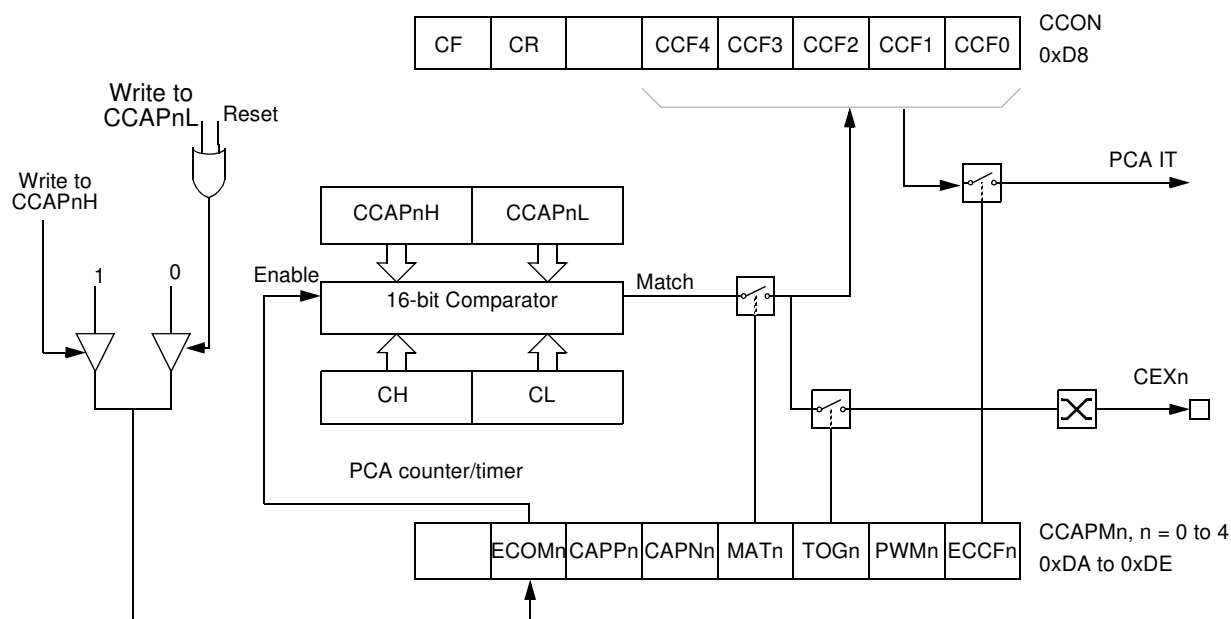 CF CR CCF4 CCF3 CCF2 CCF1 CCF0
CCON
0xD8
Write to
CCAPnL
Reset
Write to
CCAPnH
PCA IT
CCAPnH CCAPnL
1 0
Enable
16-bit Comparator
Match
CH CL
CEXn
PCA counter/timer
ECOMn CAPPn CAPNn MATn TOGn PWMn ECCFn
CCAPMn, n = 0 to 4
0xDA to 0xDE